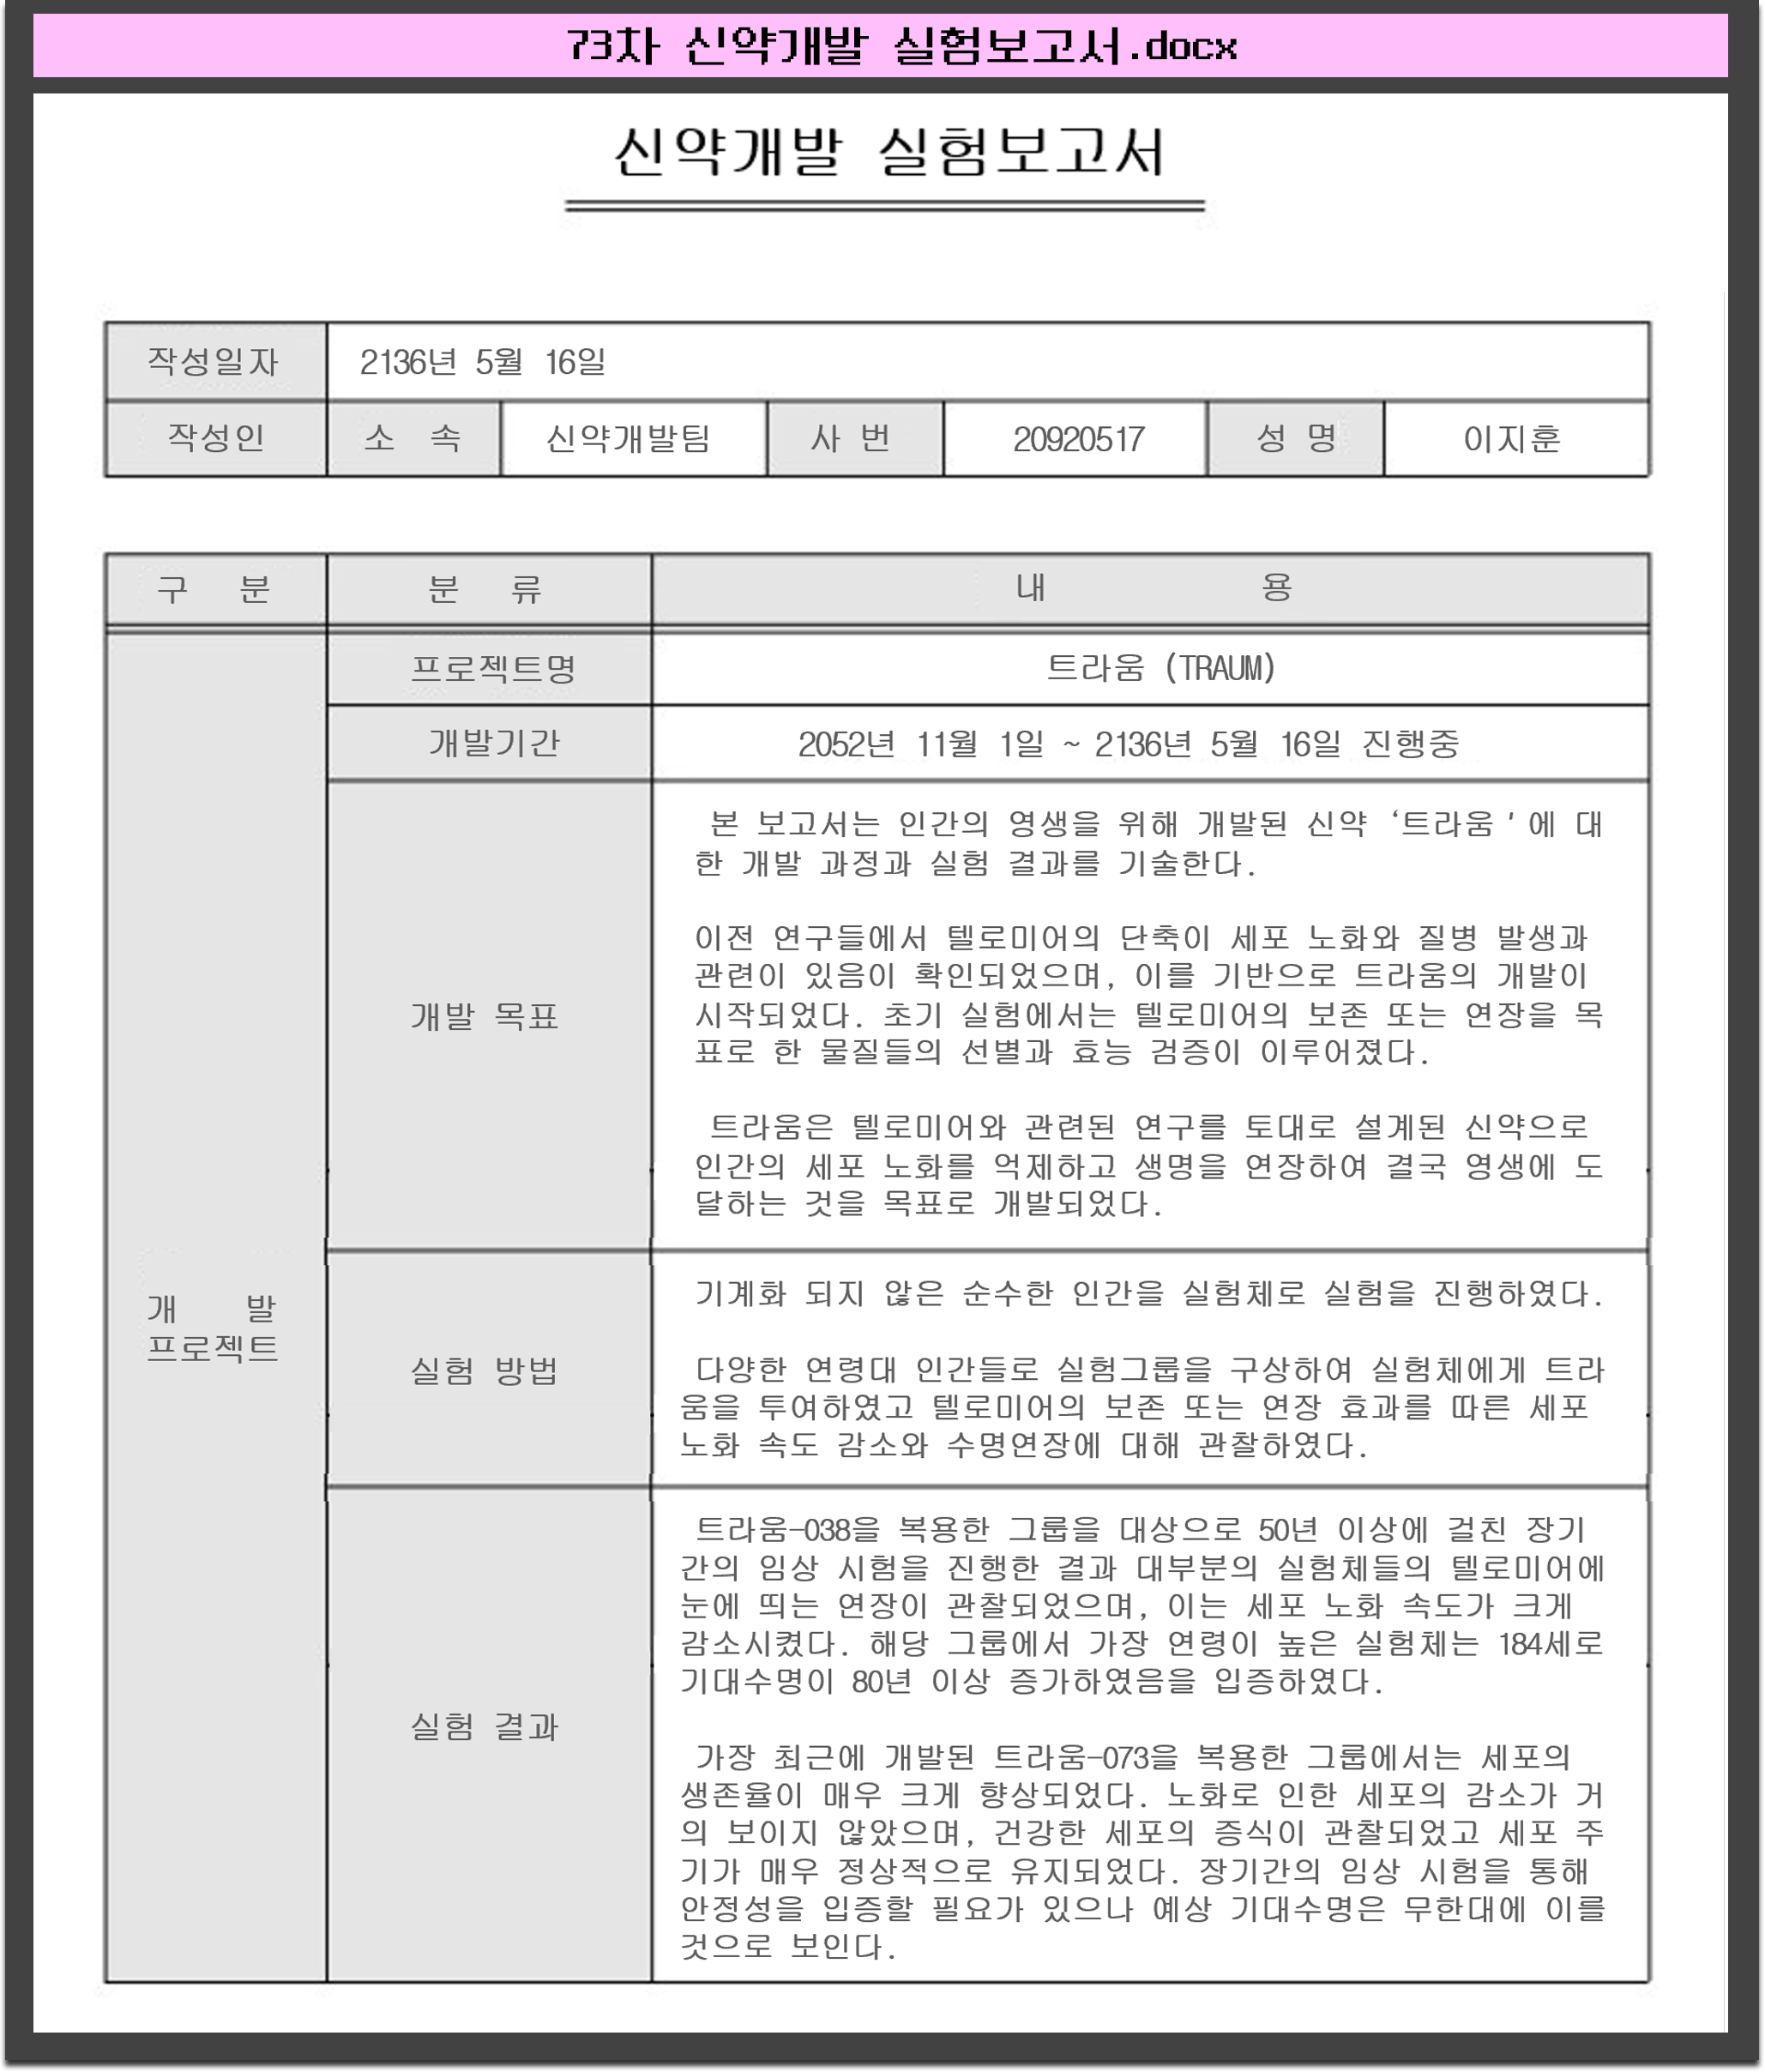 73차 신약개발 실험보고서.docx
신약개발 실험보고서
작성일자 2136년 5월 16일
작성인 소 속 신약개발팀 사 번 20920517 성 명 이지훈
구 분 분 류 내 용
프로젝트명 트라움 (TRAUM)
개발기간 2052년 11월 1일 ~ 2136년 5월 16일 진행중
개발 목표
본 보고서는 인간의 영생을 위해 개발된 신약 ‘트라움＇에 대
한 개발 과정과 실험 결과를 기술한다.
이전 연구들에서 텔로미어의 단축이 세포 노화와 질병 발생과
관련이 있음이 확인되었으며, 이를 기반으로 트라움의 개발이
시작되었다. 초기 실험에서는 텔로미어의 보존 또는 연장을 목
표로 한 물질들의 선별과 효능 검증이 이루어졌다.
트라움은 텔로미어와 관련된 연구를 토대로 설계된 신약으로
인간의 세포 노화를 억제하고 생명을 연장하여 결국 영생에 도
달하는 것을 목표로 개발되었다.
개 발
프로젝트
실험 방법
기계화 되지 않은 순수한 인간을 실험체로 실험을 진행하였다.
다양한 연령대 인간들로 실험그룹을 구상하여 실험체에게 트라
움을 투여하였고 텔로미어의 보존 또는 연장 효과를 따른 세포
노화 속도 감소와 수명연장에 대해 관찰하였다.
실험 결과
트라움-038을 복용한 그룹을 대상으로 50년 이상에 걸친 장기
간의 임상 시험을 진행한 결과 대부분의 실험체들의 텔로미어에
눈에 띄는 연장이 관찰되었으며, 이는 세포 노화 속도가 크게
감소시켰다. 해당 그룹에서 가장 연령이 높은 실험체는 184세로
기대수명이 80년 이상 증가하였음을 입증하였다.
가장 최근에 개발된 트라움-073을 복용한 그룹에서는 세포의
생존율이 매우 크게 향상되었다. 노화로 인한 세포의 감소가 거
의 보이지 않았으며, 건강한 세포의 증식이 관찰되었고 세포 주
기가 매우 정상적으로 유지되었다. 장기간의 임상 시험을 통해
안정성을 입증할 필요가 있으나 예상 기대수명은 무한대에 이를
것으로 보인다.